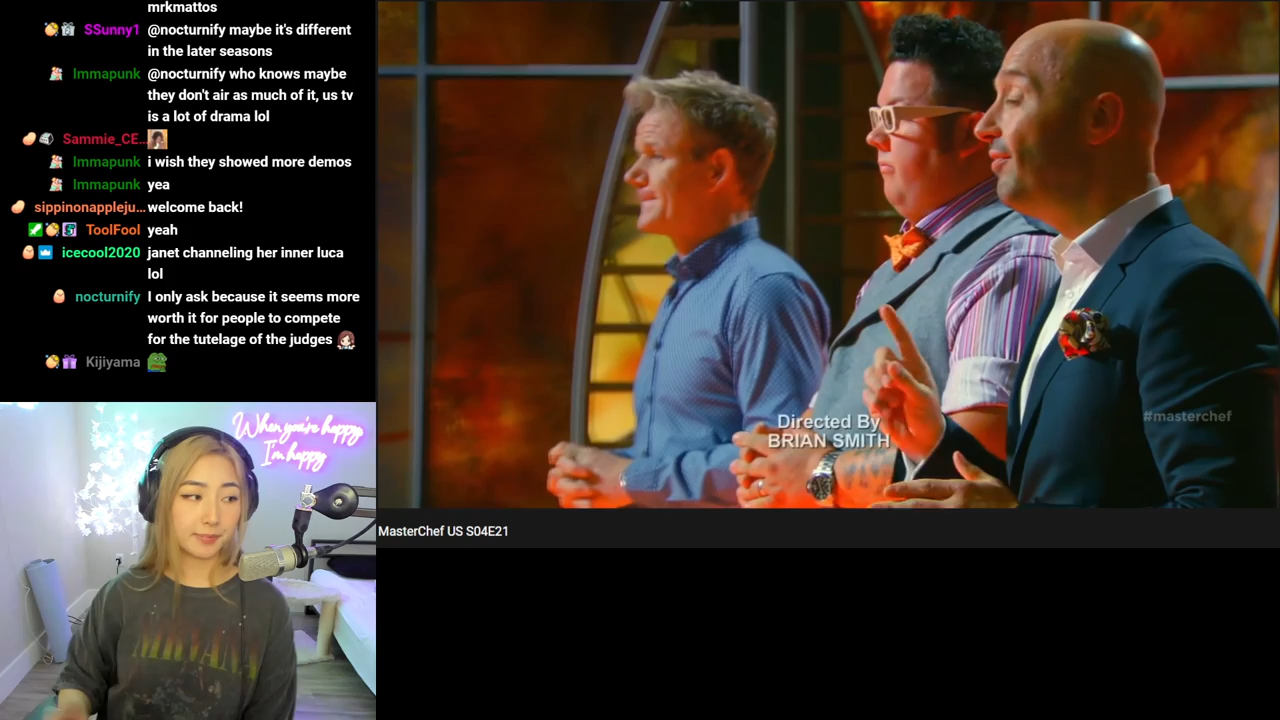 mrkmattos
SSunny1 @nocturnify maybe it's different
in the later seasons
Immapunk @nocturnify who knows maybe
they don't air as much of it, us tv
is a lot of drama lol
Sammie_CE...
Immapunk i wish they showed more demos
Immapunk yea
sippinonappleju... welcome back!
ToolFool yeah
icecool2020 janet channeling her inner luca
lol
nocturnify I only ask because it seems more
worth it for people to compete
for the tutelage of the judges
Kijiyama
When you're happy
I'm happy
NIRVANA
Directed By
BRIAN SMITH
#masterchef
MasterChef US S04E21